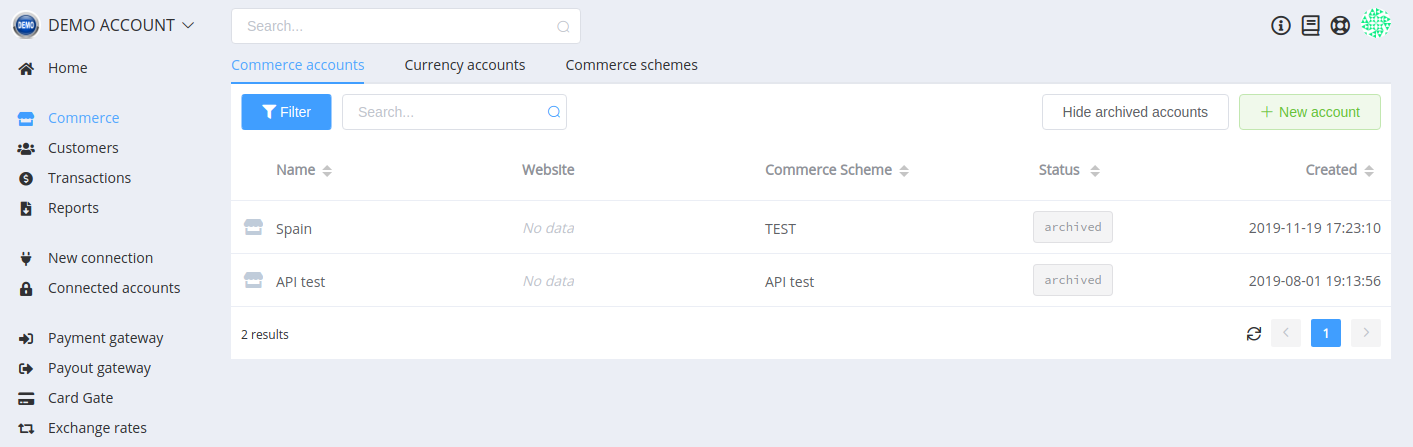 DEMO
DEMO ACCOUNT
Search...
Home
Commerce
Customers
Transactions
Reports
New connection
Connected accounts
Payment gateway
Payout gateway
Card Gate
Exchange rates
Commerce accounts Currency accounts Commerce schemes
Filter Search... Hide archived accounts + New account
Name Website Commerce Scheme Status Created
Spain No data TEST archived 2019-11-19 17:23:10
API test No data API test archived 2019-08-01 19:13:56
2 results 1